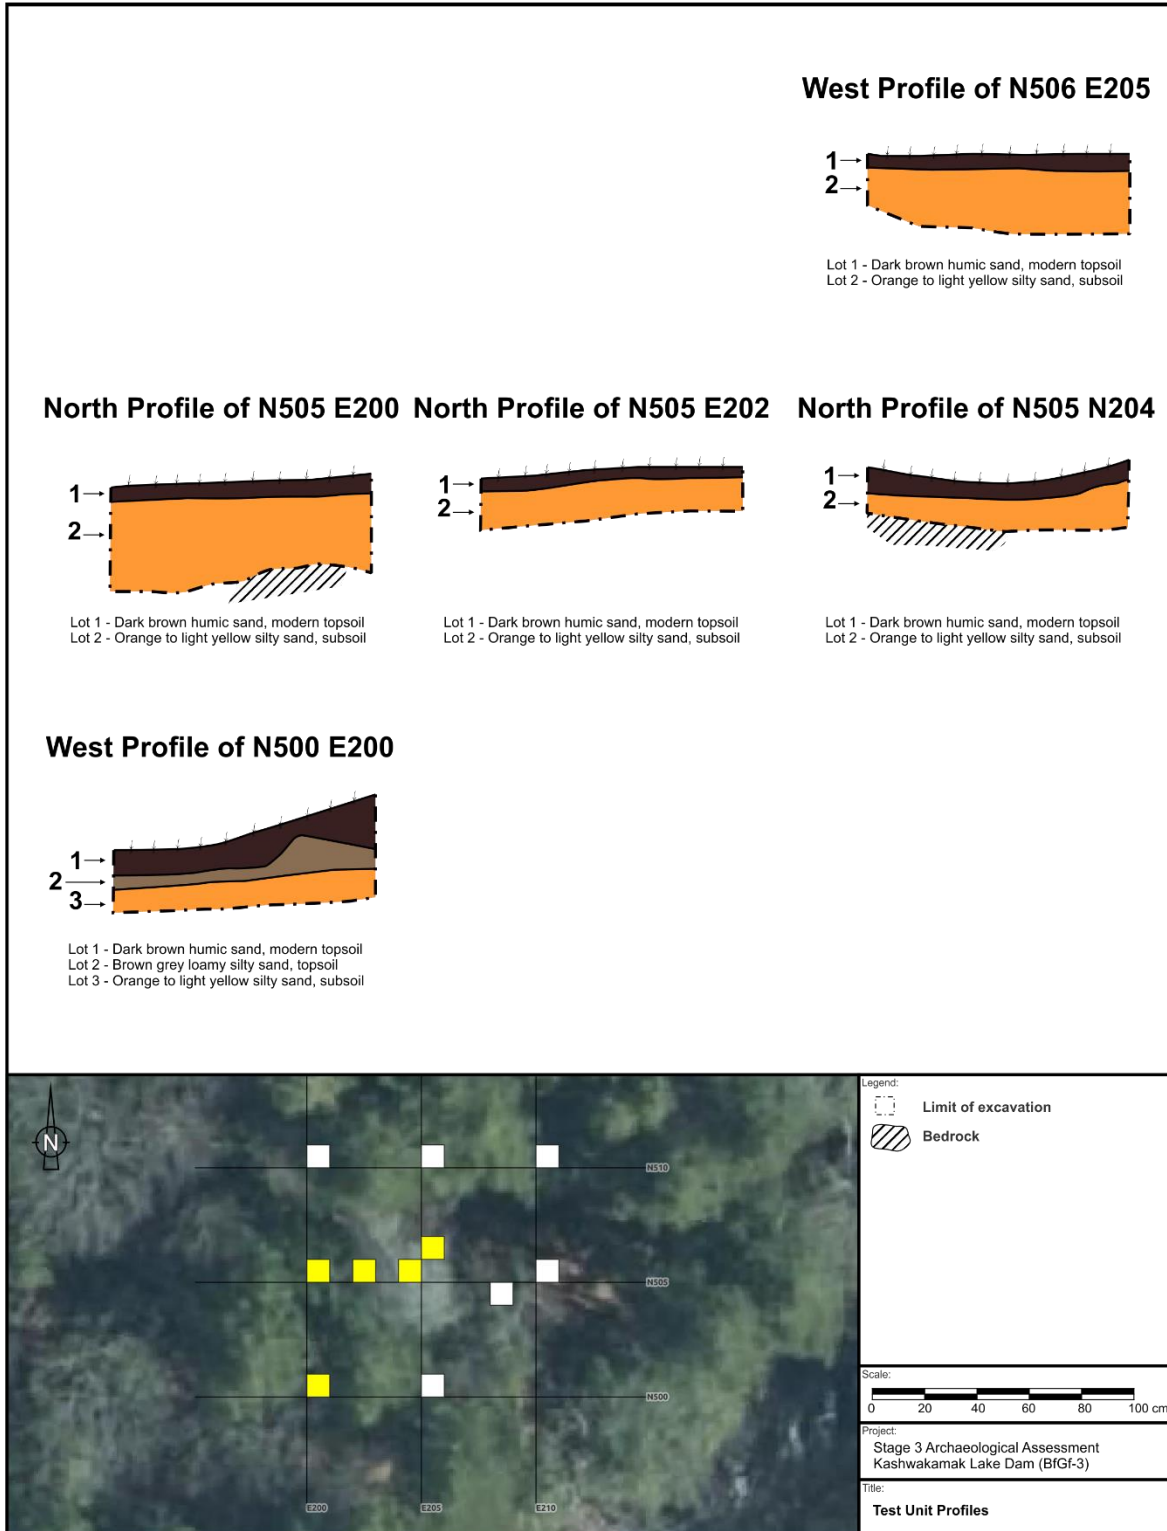 West Profile of N506 E205
1
2
Lot 1 - Dark brown humic sand, modern topsoil
Lot 2 - Orange to light yellow silty sand, subsoil
North Profile of N505 E200
1
2
Lot 1 - Dark brown humic sand, modern topsoil
Lot 2 - Orange to light yellow silty sand, subsoil
North Profile of N505 E202
1
2
Lot 1 - Dark brown humic sand, modern topsoil
Lot 2 - Orange to light yellow silty sand, subsoil
North Profile of N505 N204
1
2
Lot 1 - Dark brown humic sand, modern topsoil
Lot 2 - Orange to light yellow silty sand, subsoil
West Profile of N500 E200
1
2
3
Lot 1 - Dark brown humic sand, modern topsoil
Lot 2 - Brown grey loamy silty sand, topsoil
Lot 3 - Orange to light yellow silty sand, subsoil
N
N510
N505
N500
E200 E205 E210
Legend:
Limit of excavation
Bedrock
Scale:
0 20 40 60 80 100 cm
Project:
Stage 3 Archaeological Assessment
Kashwakamak Lake Dam (BfGf-3)
Title:
Test Unit Profiles